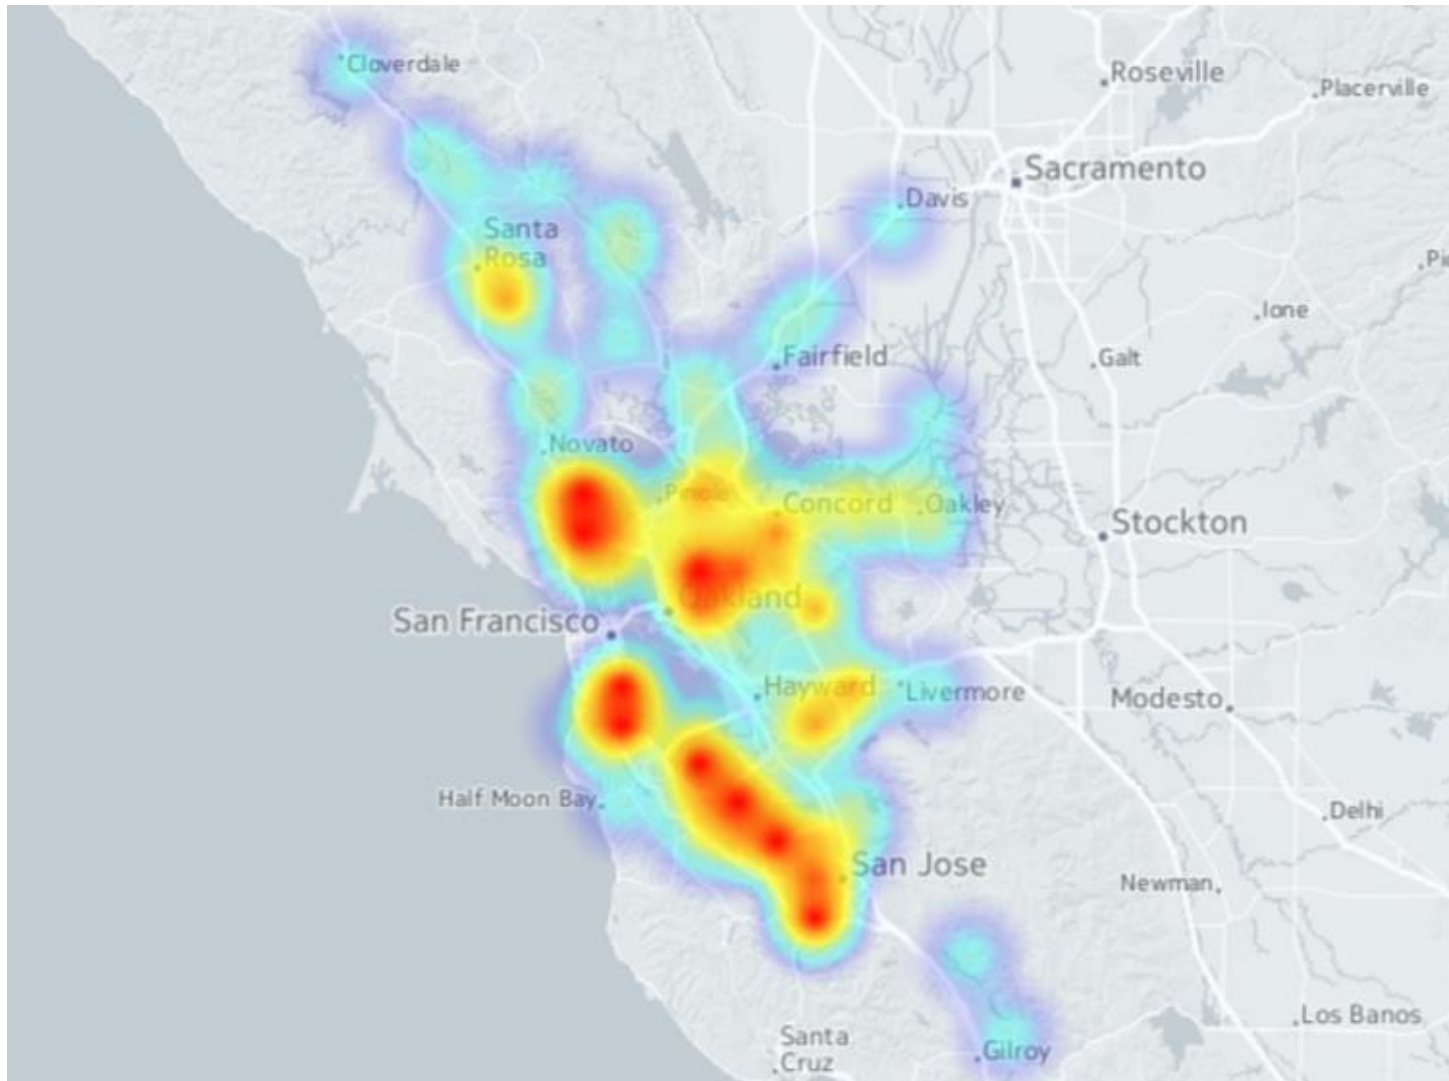 Cloverdale
Roseville
Placerville
Sacramento
Davis
Santa
Rosa
Ione
Fairfield
Galt
Novato
Pinole
Concord
Oakley
Stockton
Oakland
San Francisco
Hayward
Livermore
Modesto
Half Moon Bay
Delhi
San Jose
Newman
Los Banos
Santa
Cruz
Gilroy